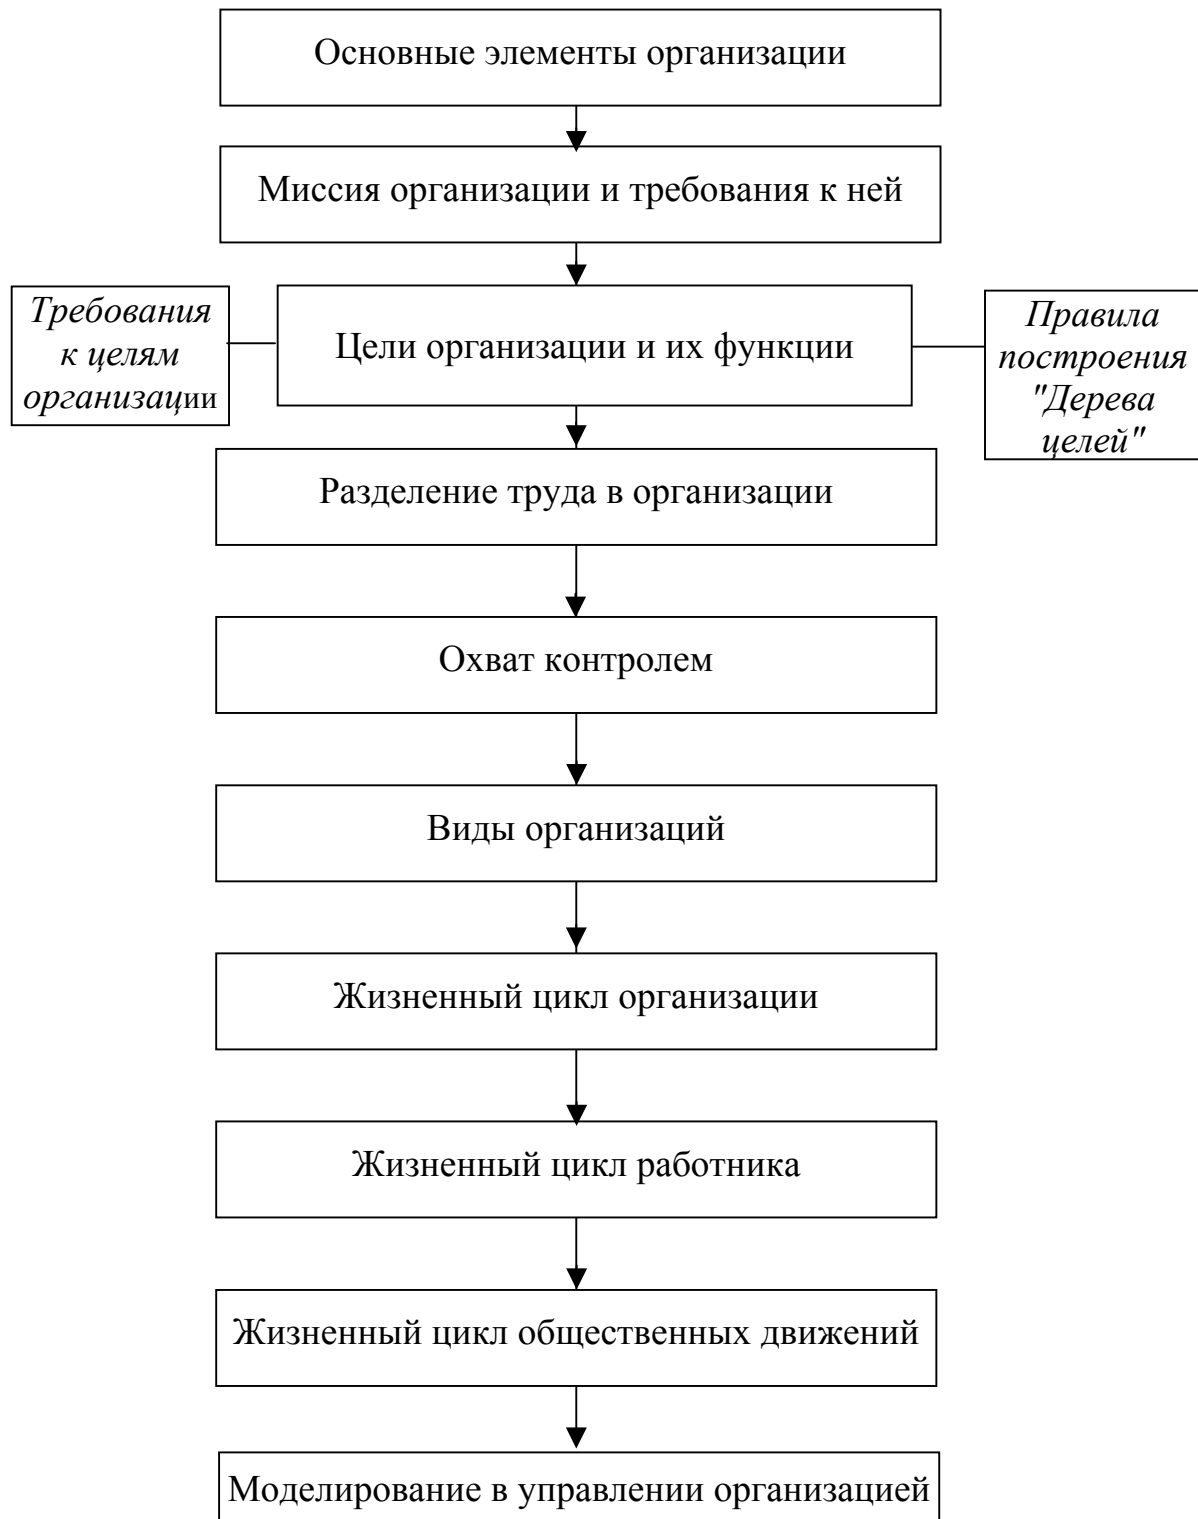 Основные элементы организации
Миссия организации и требования к ней
Требования
к целям
организации
Цели организации и их функции
Правила
построения
"Дерева
целей"
Разделение труда в организации
Охват контролем
Виды организаций
Жизненный цикл организации
Жизненный цикл работника
Жизненный цикл общественных движений
Моделирование в управлении организацией